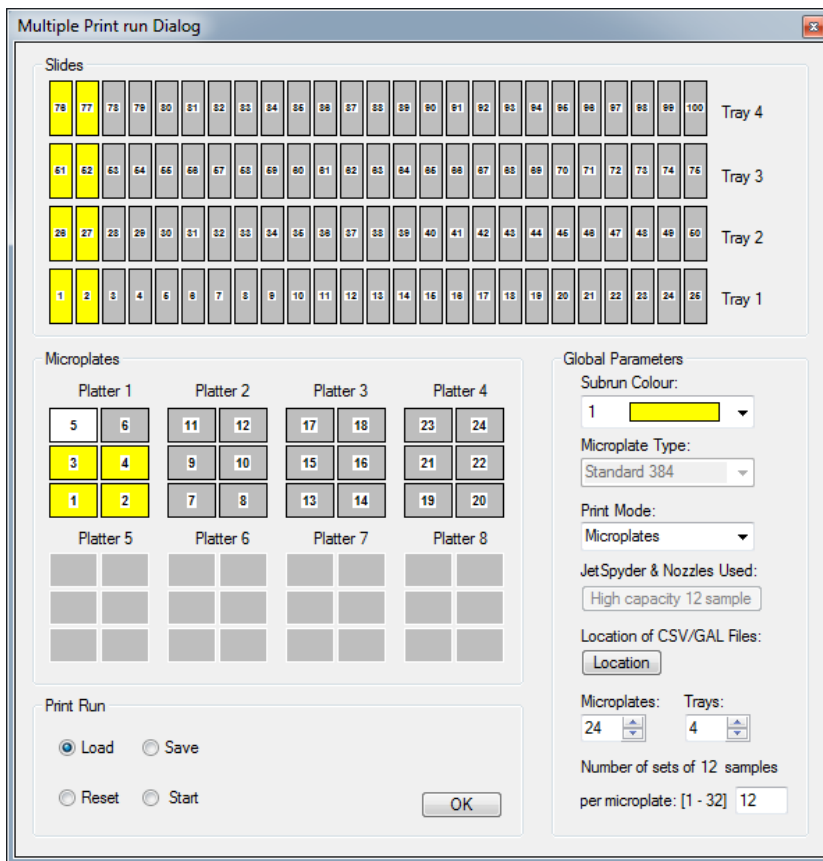 Multiple Print run Dialog
Slides
76 77 78 79 80 81 82 83 84 85 86 87 88 89 90 91 92 93 94 95 96 97 98 99 100 Tray 4
51 52 53 54 55 56 57 58 59 60 61 62 63 64 65 66 67 68 69 70 71 72 73 74 75 Tray 3
26 27 28 29 30 31 32 33 34 35 36 37 38 39 40 41 42 43 44 45 46 47 48 49 50 Tray 2
1 2 3 4 5 6 7 8 9 10 11 12 13 14 15 16 17 18 19 20 21 22 23 24 25 Tray 1
Microplates
Platter 1 Platter 2 Platter 3 Platter 4
5 6 11 12 17 18 23 24
3 4 9 10 15 16 21 22
1 2 7 8 13 14 19 20
Platter 5 Platter 6 Platter 7 Platter 8
Print Run
Load Save
Reset Start
OK
Global Parameters
Subrun Colour:
1
Microplate Type:
Standard 384
Print Mode:
Microplates
JetSpyder & Nozzles Used:
High capacity 12 sample
Location of CSV/GAL Files:
Location
Microplates: Trays:
24 4
Number of sets of 12 samples
per microplate: [1 - 32] 12